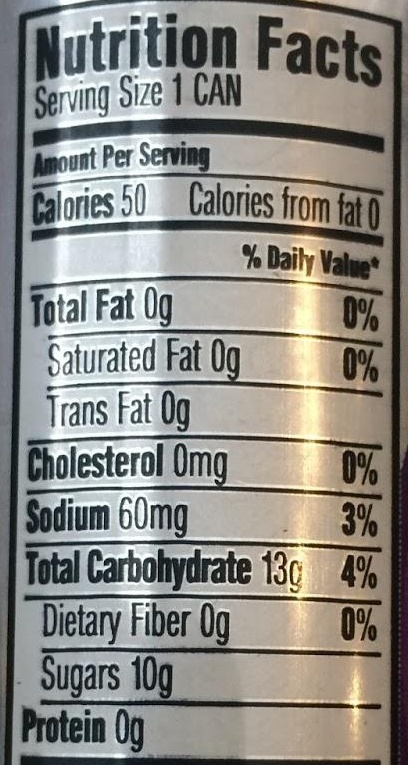 Nutrition Facts
Serving Size 1 CAN
Amount Per Serving
Calories 50 Calories from fat 0
% Daily Value*
Total Fat 0g 0%
Saturated Fat 0g 0%
Trans Fat 0g
Cholesterol 0mg 0%
Sodium 60mg 3%
Total Carbohydrate 13g 4%
Dietary Fiber 0g 0%
Sugars 10g
Protein 0g